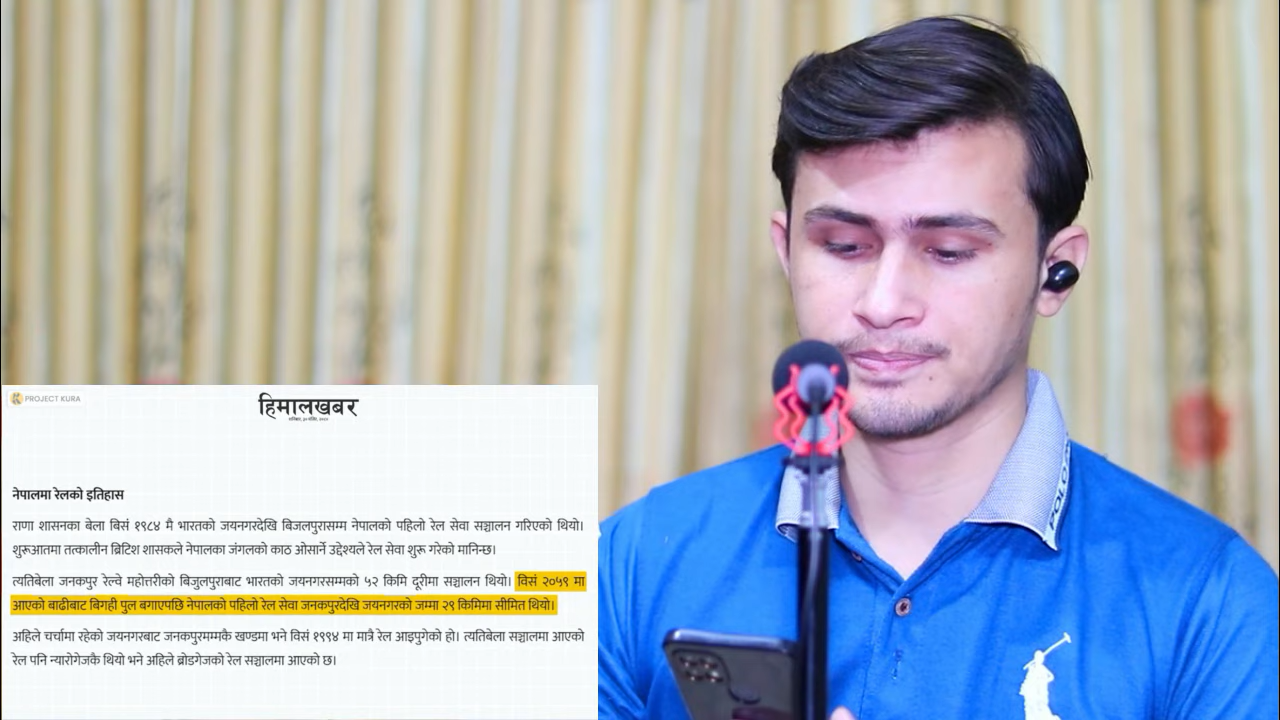 PROJECT KURA
हिमालखबर
नेपालमा रेलको इतिहास
राणा शासनका बेला बिसं १९८४ मै भारतको जयनगरदेखि बिजलपुरासम्म नेपालको पहिलो रेल सेवा सञ्चालन गरिएको थियो।
शुरूआतमा तत्कालीन ब्रिटिश शासकले नेपालका जंगलको काठ ओसार्ने उद्देश्यले रेल सेवा शुरू गरेको मानिन्छ।
त्यतिबेला जनकपुर रेल्वे महोत्तरीको बिजुलपुराबाट भारतको जयनगरसम्मको ५२ किमि दूरीमा सञ्चालन थियो। विसं २०५९ मा
आएको बाढीबाट बिगही पुल बगाएपछि नेपालको पहिलो रेल सेवा जनकपुरदेखि जयनगरको जम्मा २९ किमिमा सीमित थियो।
अहिले चर्चामा रहेको जयनगरबाट जनकपुरमम्मकै खण्डमा भने विसं १९९४ मा मात्रै रेल आइपुगेको हो। त्यतिबेला सञ्चालमा आएको
रेल पनि न्यारोगेजकै थियो भने अहिले ब्रोडगेजको रेल सञ्चालमा आएको छ।
POLO